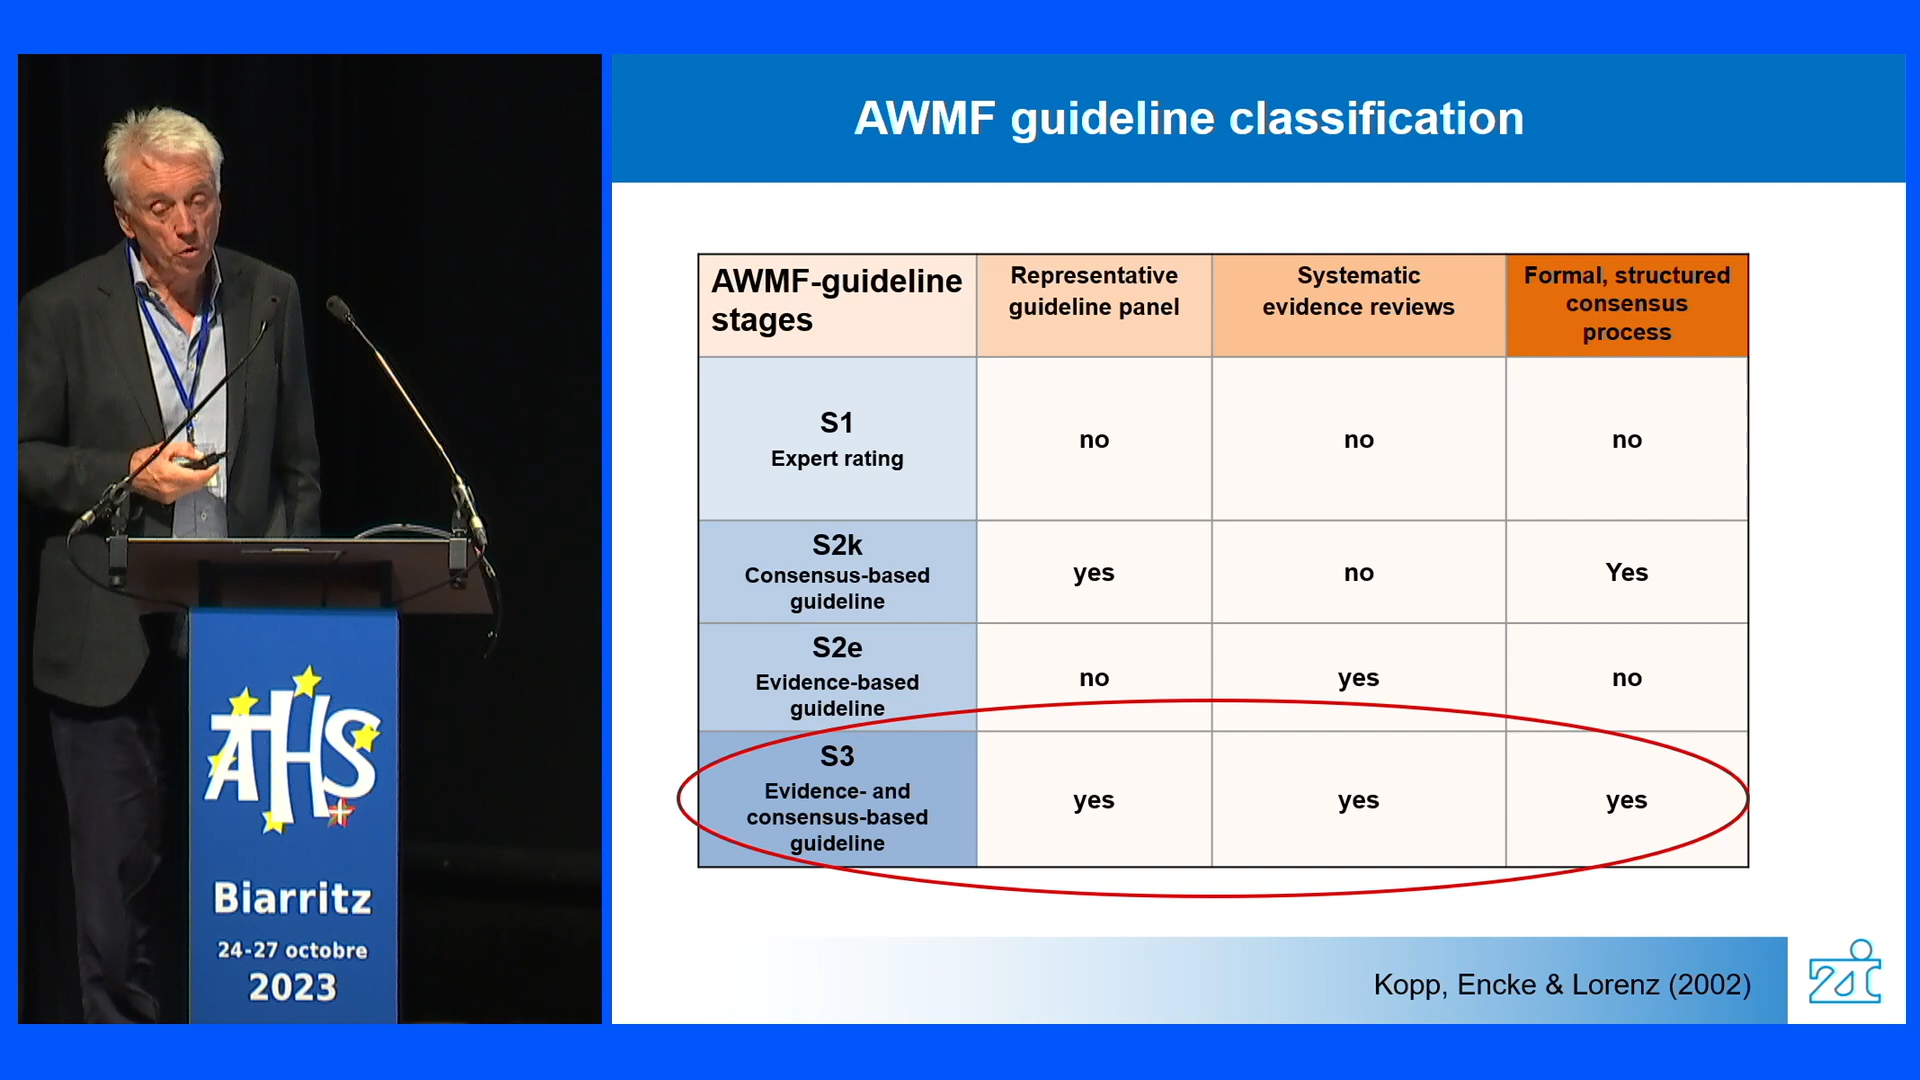 AWMF guideline classification
AWMF-guideline
stages
Representative
guideline panel
Systematic
evidence reviews
Formal, structured
consensus
process
S1
Expert rating
no
no
no
S2k
Consensus-based
guideline
yes
no
Yes
S2e
Evidence-based
guideline
no
yes
no
S3
Evidence- and
consensus-based
guideline
yes
yes
yes
Kopp, Encke & Lorenz (2002)
zi
ATHS
Biarritz
24-27 octobre
2023